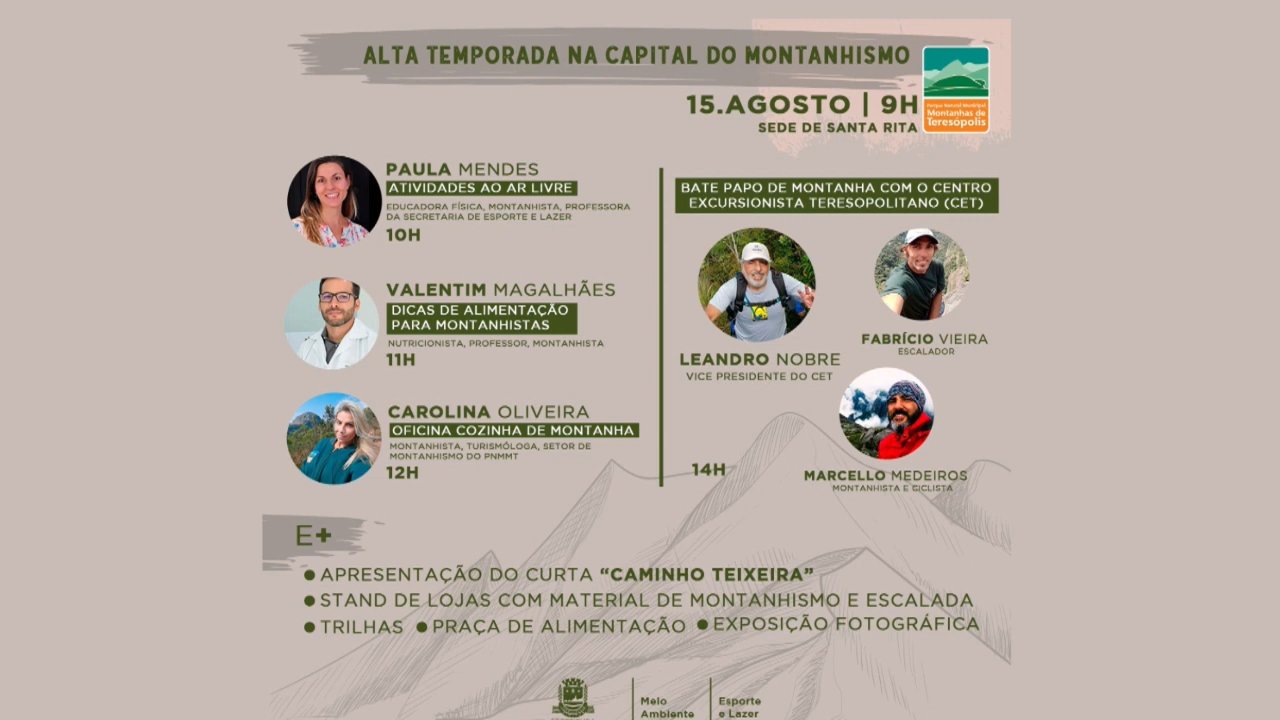 ALTA TEMPORADA NA CAPITAL DO MONTANHISMO
15.AGOSTO | 9H
SEDE DE SANTA RITA
Parque Natural Municipal
Montanhas de
Teresópolis
PAULA MENDES
ATIVIDADES AO AR LIVRE
EDUCADORA FÍSICA, MONTANHISTA, PROFESSORA
DA SECRETARIA DE ESPORTE E LAZER
10H
VALENTIM MAGALHÃES
DICAS DE ALIMENTAÇÃO
PARA MONTANHISTAS
NUTRICIONISTA, PROFESSOR, MONTANHISTA
11H
CAROLINA OLIVEIRA
OFICINA COZINHA DE MONTANHA
MONTANHISTA, TURISMÓLOGA, SETOR DE
MONTANHISMO DO PNMMT
12H
BATE PAPO DE MONTANHA COM O CENTRO
EXCURSIONISTA TERESOPOLITANO (CET)
LEANDRO NOBRE
VICE PRESIDENTE DO CET
FABRÍCIO VIEIRA
ESCALADOR
14H
MARCELLO MEDEIROS
MONTANHISTA E CICLISTA
E+
● APRESENTAÇÃO DO CURTA “CAMINHO TEIXEIRA”
● STAND DE LOJAS COM MATERIAL DE MONTANHISMO E ESCALADA
● TRILHAS ● PRAÇA DE ALIMENTAÇÃO ● EXPOSIÇÃO FOTOGRÁFICA
Meio
Ambiente
Esporte
e Lazer